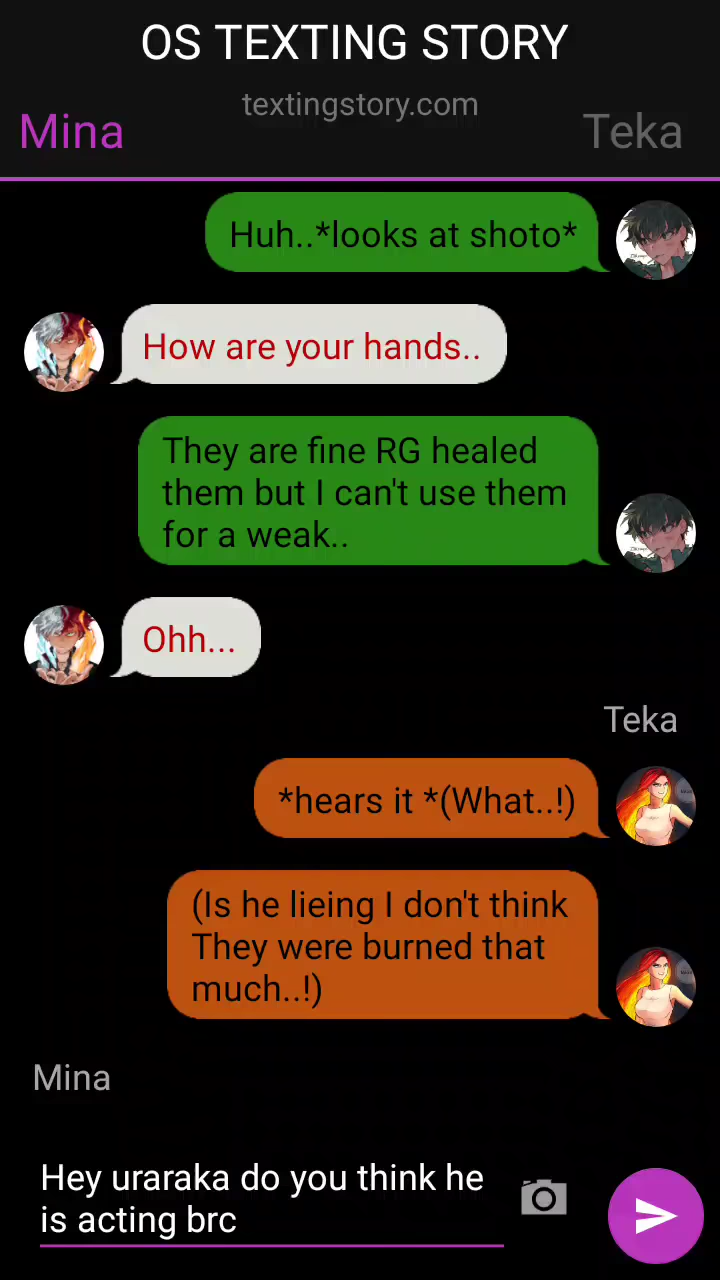 OS TEXTING STORY
textingstory.com
Mina
Teka
Huh..*looks at shoto*
How are your hands..
They are fine RG healed
them but I can't use them
for a weak..
Ohh...
Teka
*hears it *(What..!)
(Is he lieing I don't think
They were burned that
much..!)
Mina
Hey uraraka do you think he
is acting brc